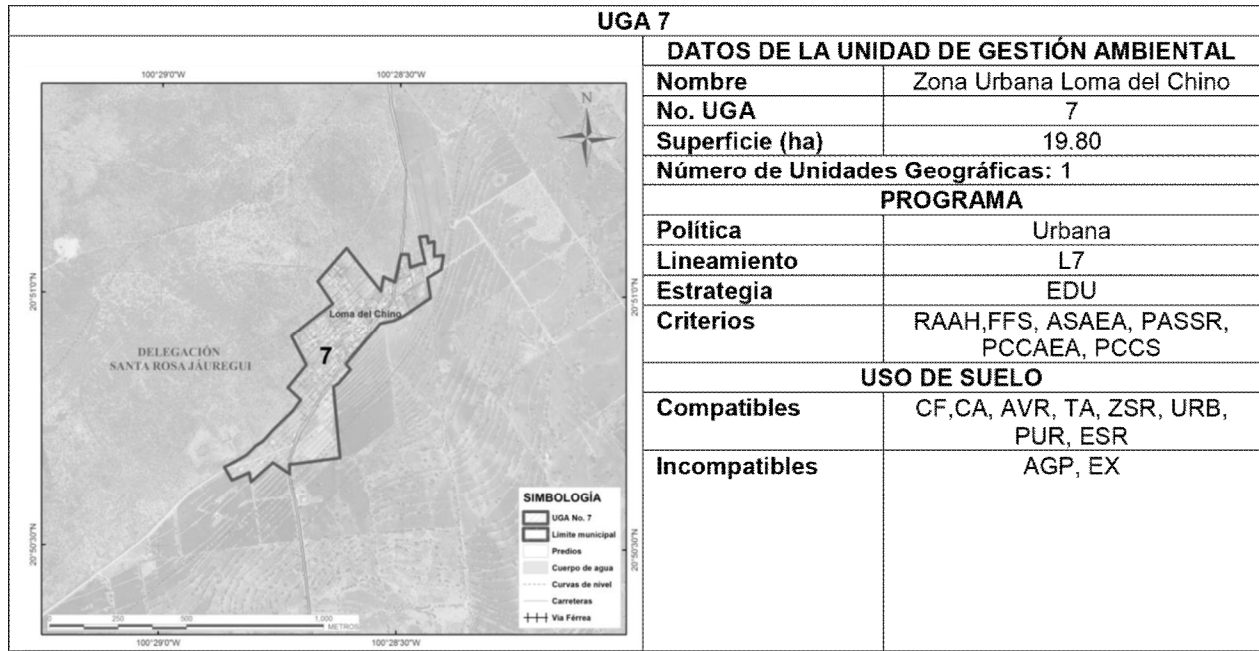 UGA 7
100°29'0"W
100°28'30"W
N
20°51'0"N
20°51'0"N
Loma del Chino
7
DELEGACIÓN
SANTA ROSA JÁUREGUI
20°50'30"N
20°50'30"N
SIMBOLOGÍA
UGA No. 7
Limite municipal
Predios
Cuerpo de agua
Curvas de nivel
Carreteras
Via Férrea
0 250 500 1,000
METROS
100°29'0"W
100°28'30"W
DATOS DE LA UNIDAD DE GESTIÓN AMBIENTAL
Nombre Zona Urbana Loma del Chino
No. UGA 7
Superficie (ha) 19.80
Número de Unidades Geográficas: 1
PROGRAMA
Política Urbana
Lineamiento L7
Estrategia EDU
Criterios RAAH,FFS, ASAEA, PASSR,
PCCAEA, PCCS
USO DE SUELO
Compatibles CF,CA, AVR, TA, ZSR, URB,
PUR, ESR
Incompatibles AGP, EX